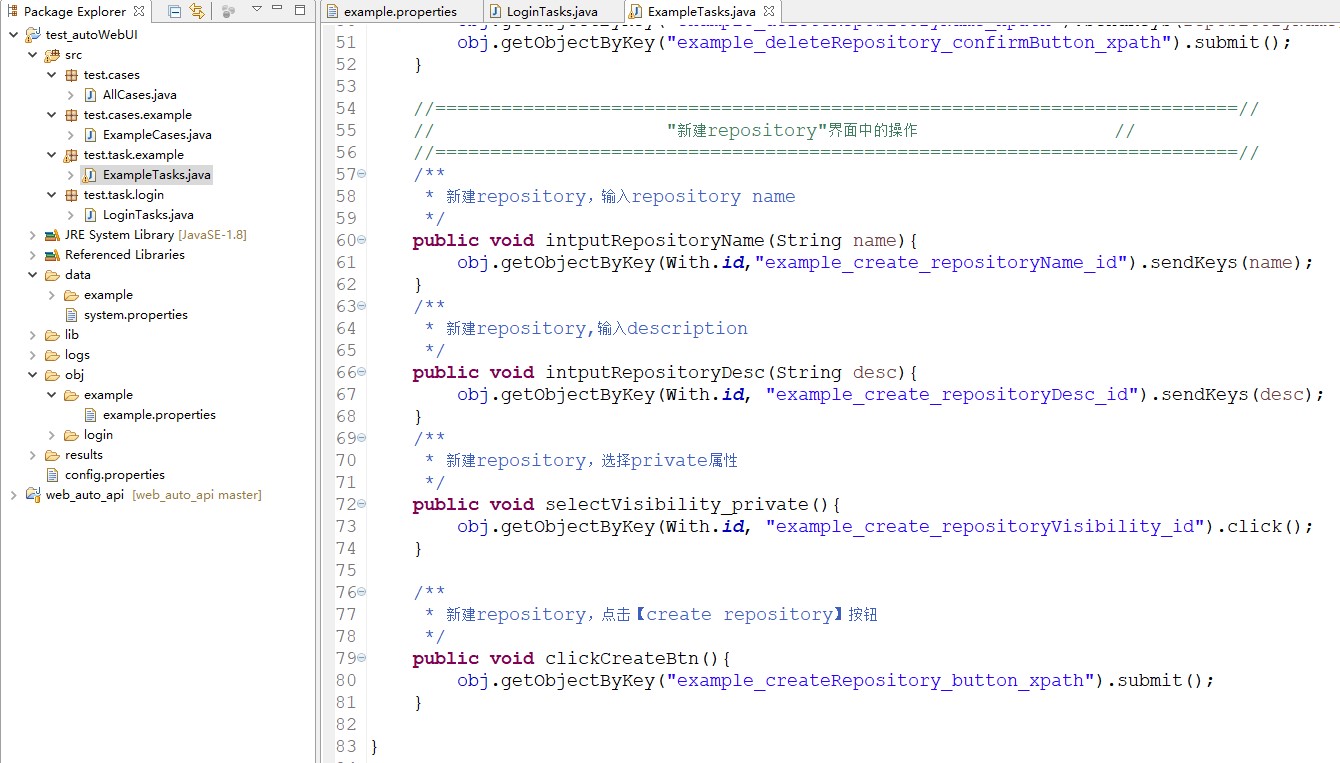 Package Explorer
test_autoWebUI
src
test.cases
AllCases.java
test.cases.example
ExampleCases.java
test.task.example
ExampleTasks.java
test.task.login
LoginTasks.java
JRE System Library [JavaSE-1.8]
Referenced Libraries
data
example
system.properties
lib
logs
obj
example
example.properties
login
results
config.properties
web_auto_api [web_auto_api master]
example.properties
LoginTasks.java
ExampleTasks.java
51 obj.getObjectByKey("example_deleteRepository_confirmButton_xpath").submit();
52 }
53
54 //=========================================================================//
55 // "新建repository"界面中的操作 //
56 //=========================================================================//
57 /**
58 * 新建repository，输入repository name
59 */
60 public void intputRepositoryName(String name){
61 obj.getObjectByKey(With.id,"example_create_repositoryName_id").sendKeys(name);
62 }
63 /**
64 * 新建repository,输入description
65 */
66 public void intputRepositoryDesc(String desc){
67 obj.getObjectByKey(With.id, "example_create_repositoryDesc_id").sendKeys(desc);
68 }
69 /**
70 * 新建repository，选择private属性
71 */
72 public void selectVisibility_private(){
73 obj.getObjectByKey(With.id, "example_create_repositoryVisibility_id").click();
74 }
75
76 /**
77 * 新建repository，点击【create repository】按钮
78 */
79 public void clickCreateBtn(){
80 obj.getObjectByKey("example_createRepository_button_xpath").submit();
81 }
82
83 }